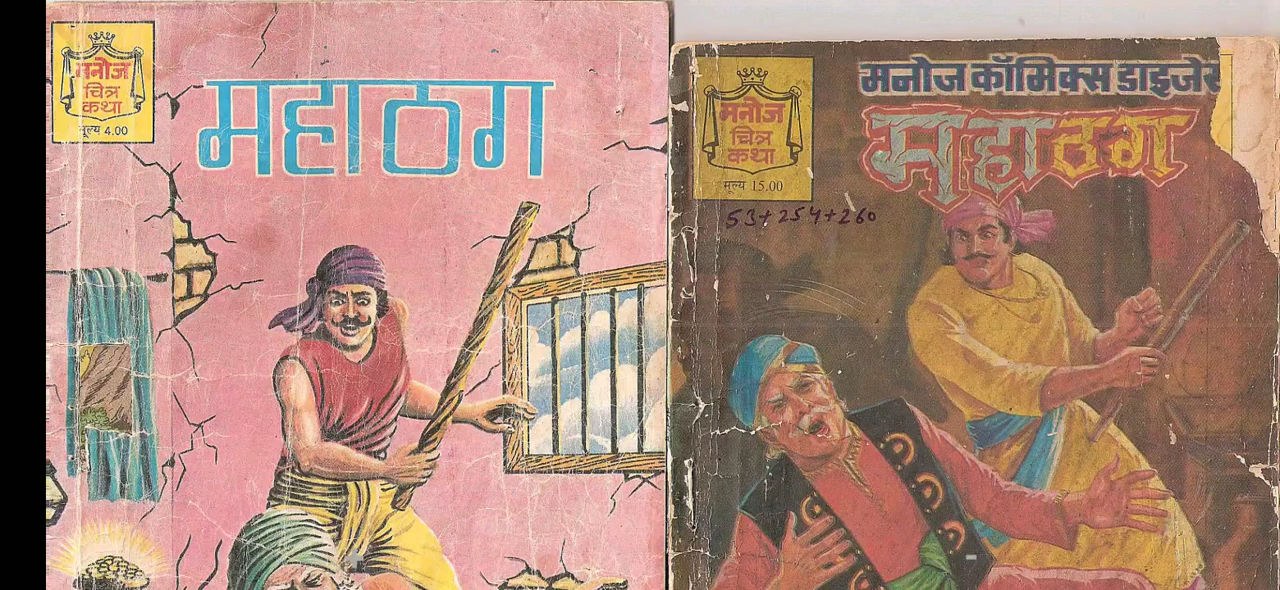 मनोज
चित्र
कथा
मूल्य 4.00
महाठग
मनोज
चित्र
कथा
मूल्य 15.00
मनोज कॉमिक्स डाइजेस
महाठग
53+254+260